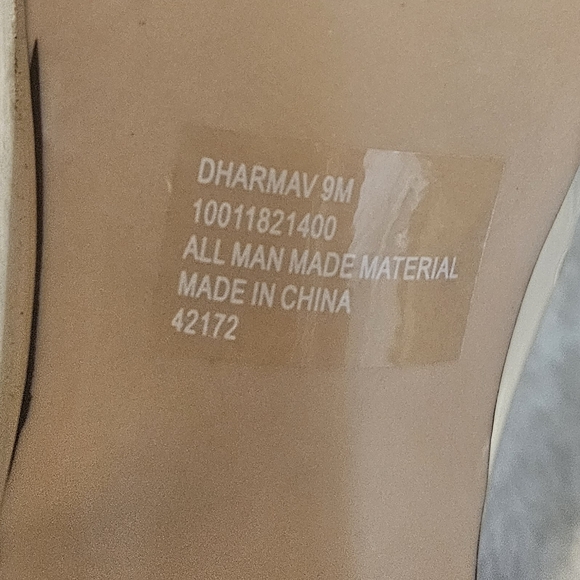 DHARMAV 9M
10011821400
ALL MAN MADE MATERIAL
MADE IN CHINA
42172